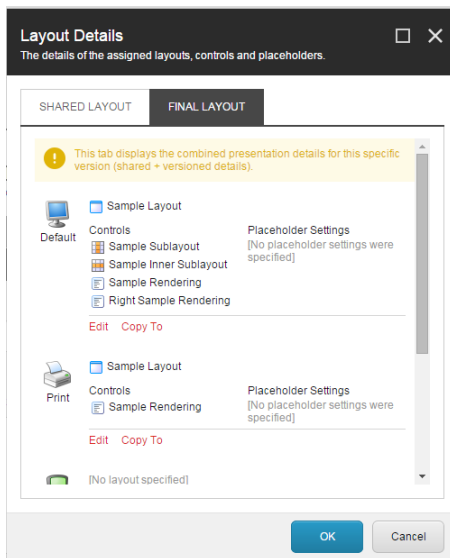 Layout Details
The details of the assigned layouts, controls and placeholders.
SHARED LAYOUT
FINAL LAYOUT
This tab displays the combined presentation details for this specific
version (shared + versioned details).
Default
Sample Layout
Controls
Sample Sublayout
Sample Inner Sublayout
Sample Rendering
Right Sample Rendering
Placeholder Settings
[No placeholder settings were
specified]
Edit Copy To
Print
Sample Layout
Controls
Sample Rendering
Placeholder Settings
[No placeholder settings were
specified]
Edit Copy To
[No layout specified]
OK
Cancel